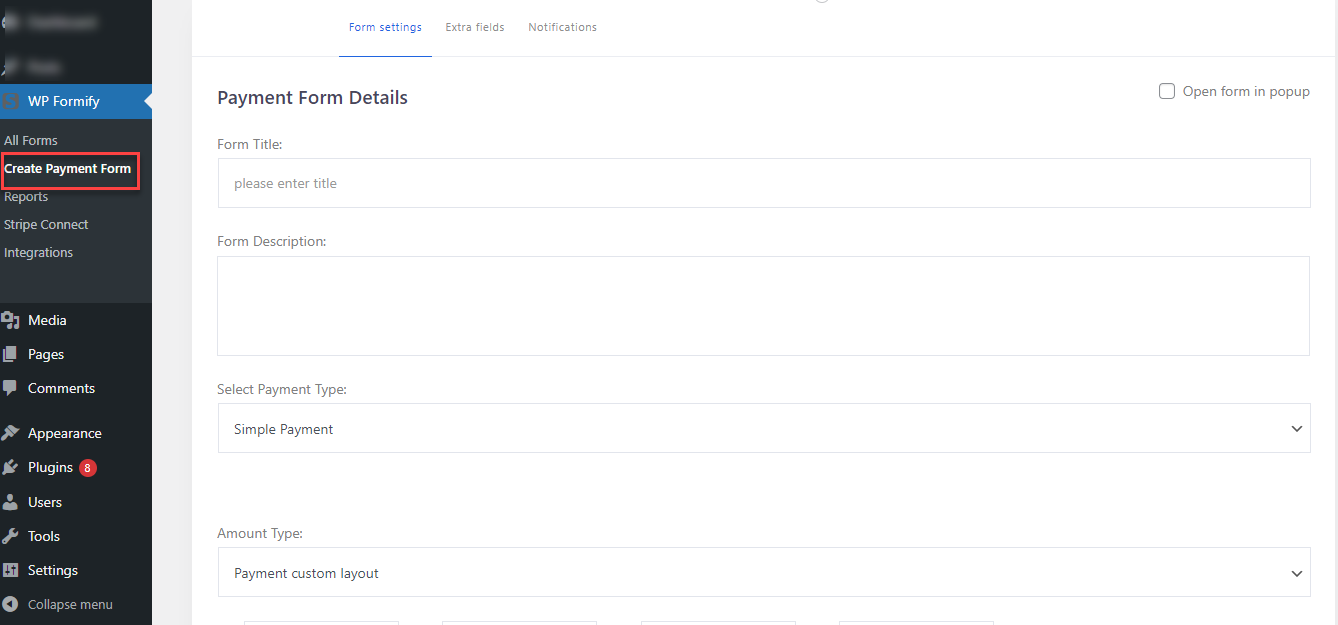 WP Formify
All Forms
Create Payment Form
Reports
Stripe Connect
Integrations
Media
Pages
Comments
Appearance
Plugins 8
Users
Tools
Settings
Collapse menu
Form settings Extra fields Notifications
Payment Form Details
Open form in popup
Form Title:
please enter title
Form Description:
Select Payment Type:
Simple Payment
Amount Type:
Payment custom layout